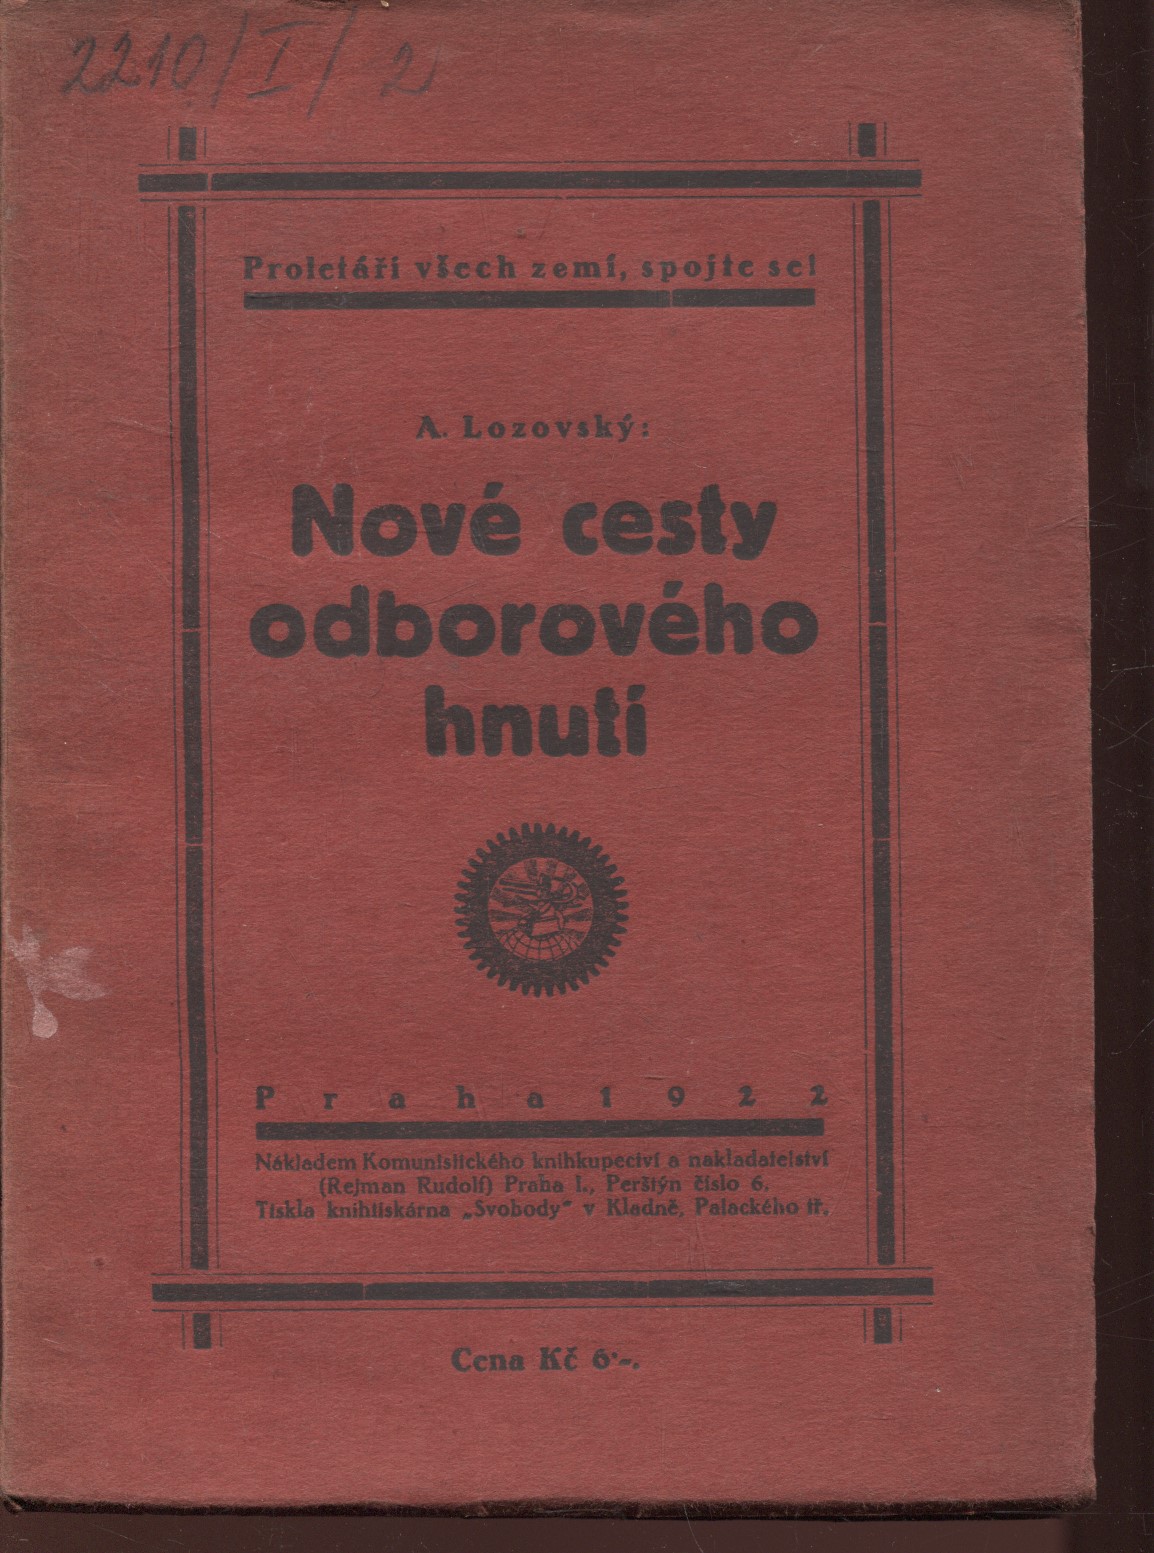 2210/I/2
Proletáři všech zemí, spojte se!
A. Lozovský:
Nové cesty
odborového
hnutí
Praha 1922
Nákladem Komunistického knihkupectví a nakladatelství
(Rejman Rudolf) Praha I., Perštýn číslo 6.
Tiskla knihtiskárna „Svobody" v Kladně, Palackého tř.
Cena Kč 6·–.